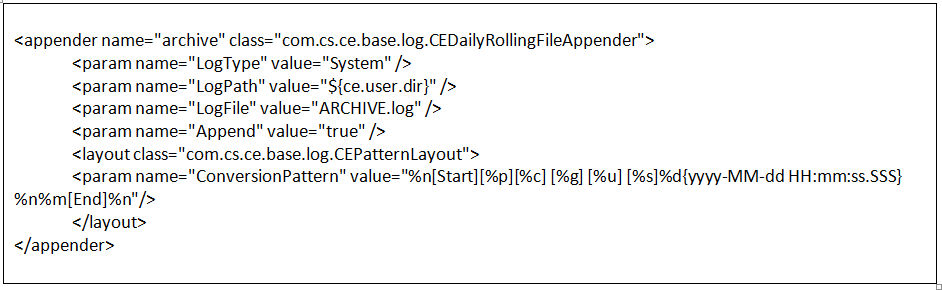 <appender name="archive" class="com.cs.ce.base.log.CEDailyRollingFileAppender">
<param name="LogType" value="System" />
<param name="LogPath" value="${ce.user.dir}" />
<param name="LogFile" value="ARCHIVE.log" />
<param name="Append" value="true" />
<layout class="com.cs.ce.base.log.CEPatternLayout">
<param name="ConversionPattern" value="%n[Start][%p][%c] [%g] [%u] [%s]%d{yyyy-MM-dd HH:mm:ss.SSS}
%n%m[End]%n"/>
</layout>
</appender>